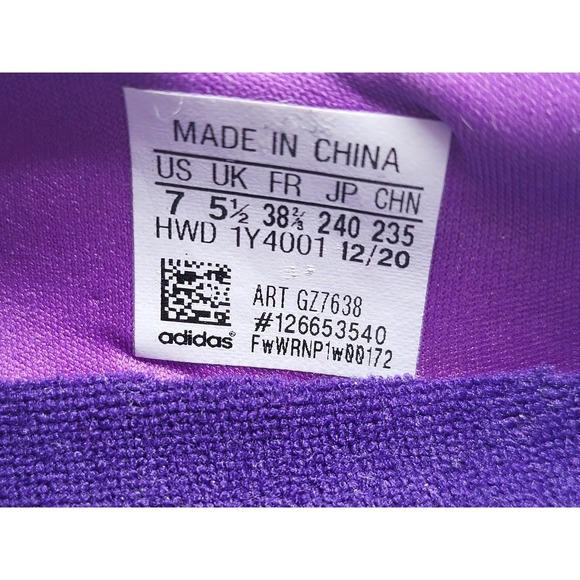 MADE IN CHINA
US UK FR JP CHN
7 5½ 38⅔ 240 235
HWD 1Y4001 12/20
ART GZ7638
#126653540
adidas
FwWRNP1w00172